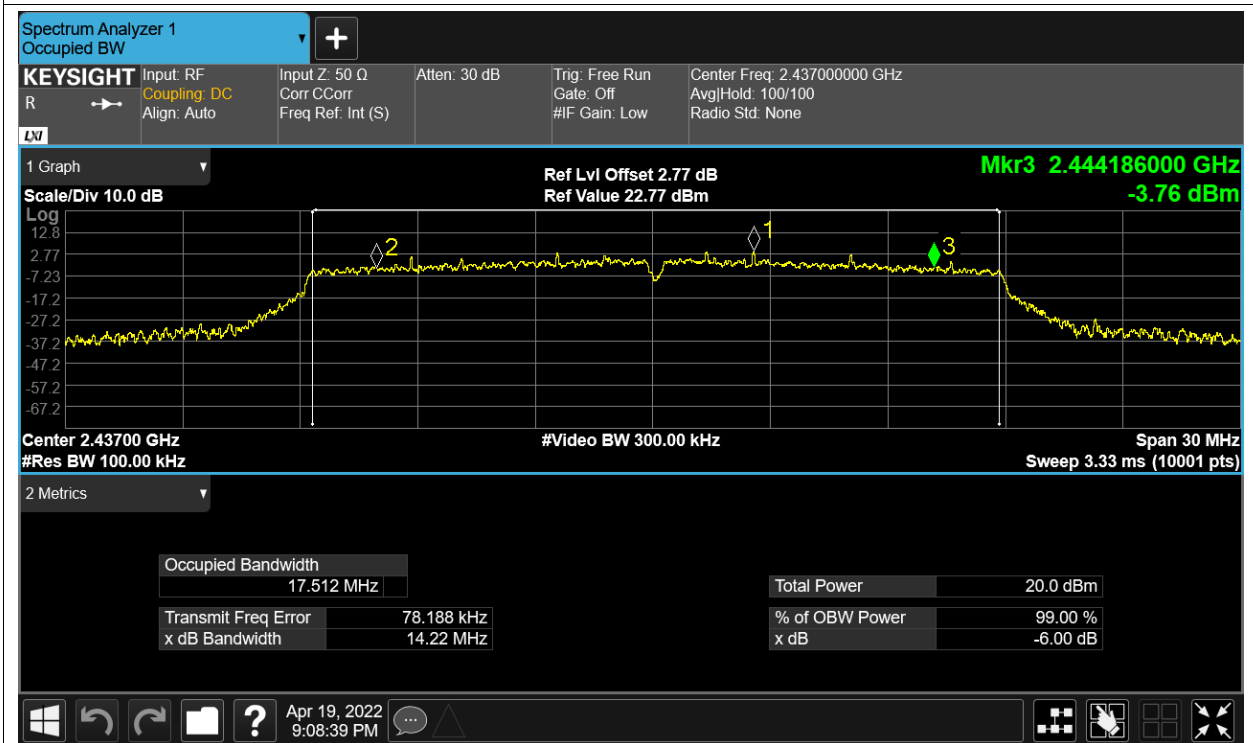 Spectrum Analyzer 1
Occupied BW
KEYSIGHT Input: RF Input Z: 50 Ω Atten: 30 dB Trig: Free Run Center Freq: 2.437000000 GHz
R Coupling: DC Corr CCorr Gate: Off Avg|Hold: 100/100
Align: Auto Freq Ref: Int (S) #IF Gain: Low Radio Std: None
LXI
1 Graph Ref Lvl Offset 2.77 dB Mkr3 2.444186000 GHz
Scale/Div 10.0 dB Ref Value 22.77 dBm -3.76 dBm
Log
12.8
2.77
-7.23
-17.2
-27.2
-37.2
-47.2
-57.2
-67.2
2 1 3
Center 2.43700 GHz #Video BW 300.00 kHz Span 30 MHz
#Res BW 100.00 kHz Sweep 3.33 ms (10001 pts)
2 Metrics
Occupied Bandwidth
17.512 MHz Total Power 20.0 dBm
Transmit Freq Error 78.188 kHz % of OBW Power 99.00 %
x dB Bandwidth 14.22 MHz x dB -6.00 dB
? Apr 19, 2022
9:08:39 PM